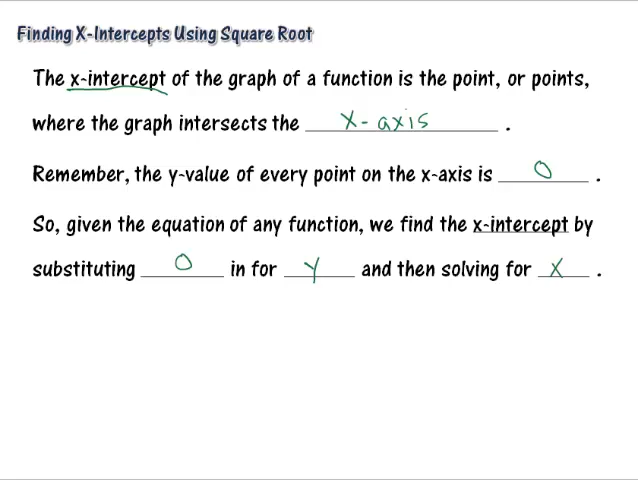 Finding X-Intercepts Using Square Root
The x-intercept of the graph of a function is the point, or points,
where the graph intersects the x-axis .
Remember, the y-value of every point on the x-axis is 0 .
So, given the equation of any function, we find the x-intercept by
substituting 0 in for y and then solving for x .